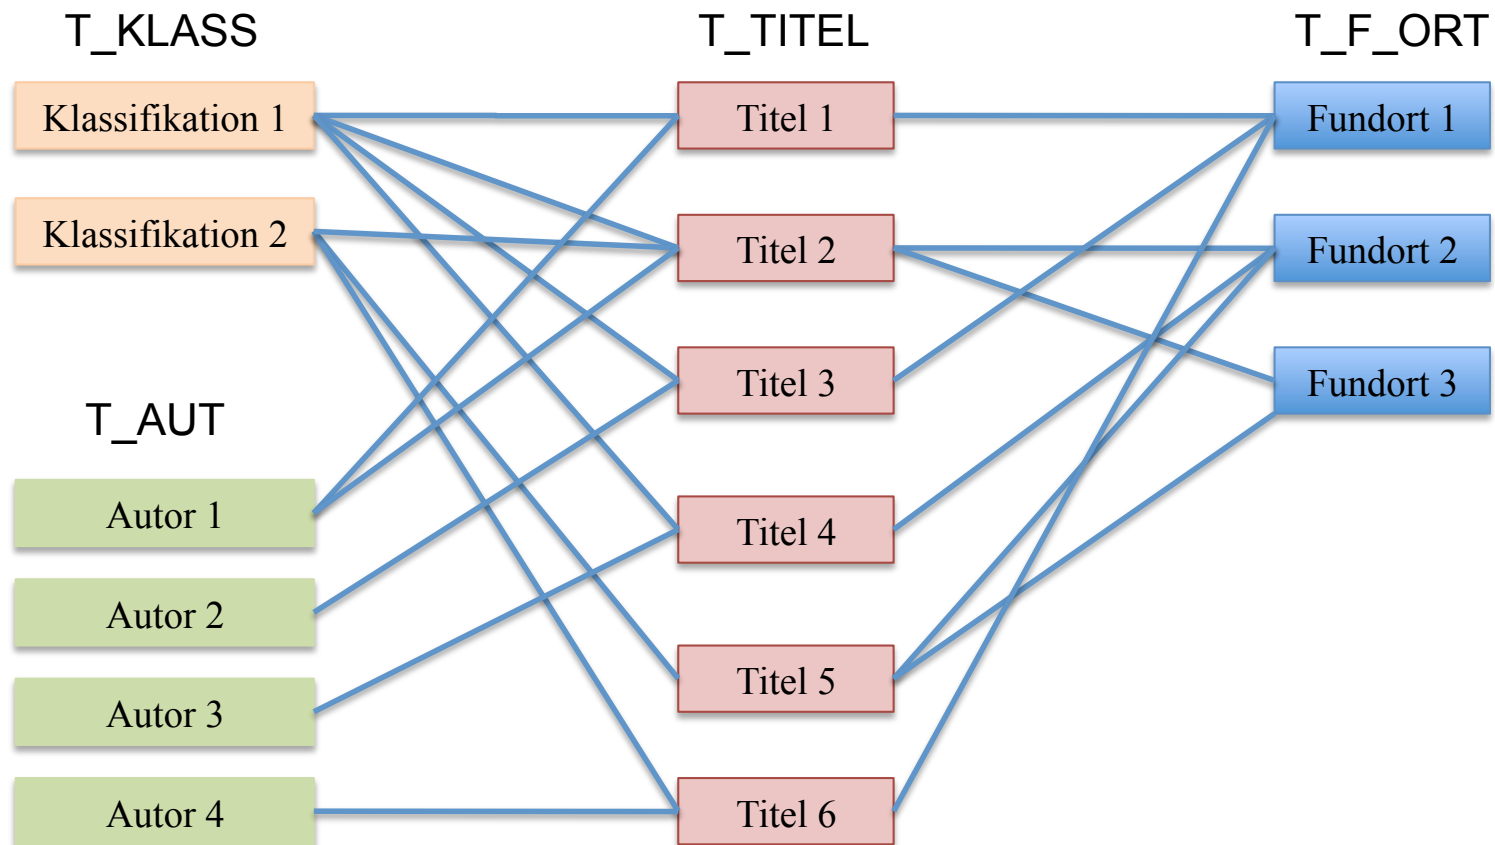 T_KLASS
T_TITEL
T_F_ORT
Klassifikation 1
Titel 1
Fundort 1
Klassifikation 2
Titel 2
Fundort 2
Titel 3
Fundort 3
T_AUT
Autor 1
Titel 4
Autor 2
Titel 5
Autor 3
Autor 4
Titel 6